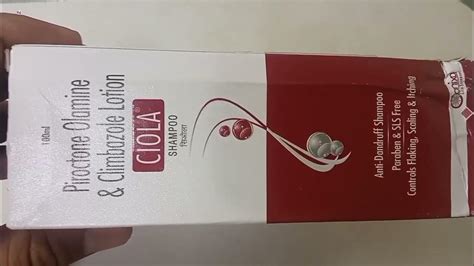 Piroctone Olamine
& Climbazole Lotion
CIOLA®
SHAMPOO
100ml
Anti-Dandruff Shampoo
Paraben & SLS Free
Controls Flaking, Scaling & Itching